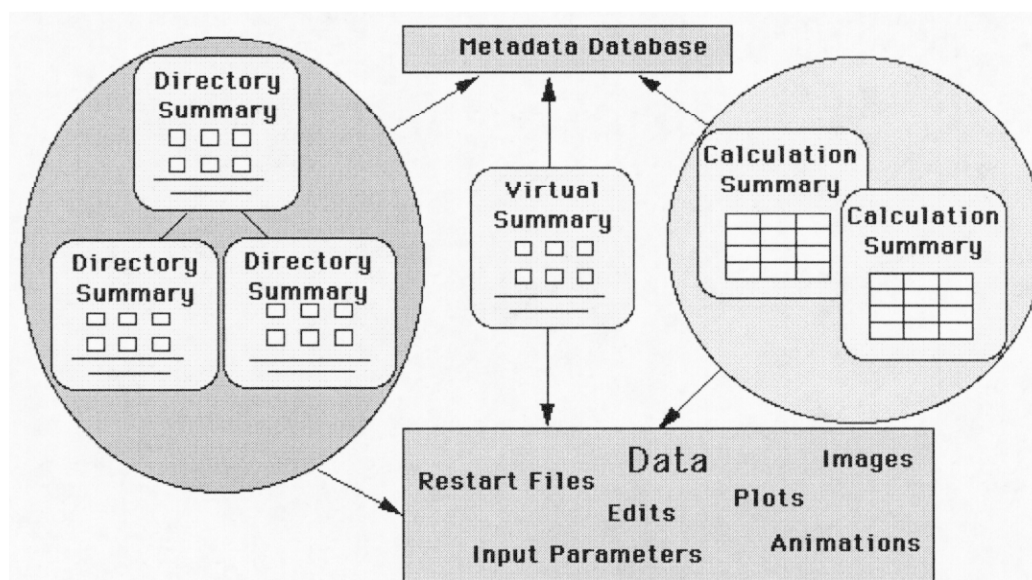 Metadata Database
Directory
Summary
Directory
Summary
Directory
Summary
Virtual
Summary
Calculation
Summary
Calculation
Summary
Data
Images
Restart Files
Plots
Edits
Animations
Input Parameters